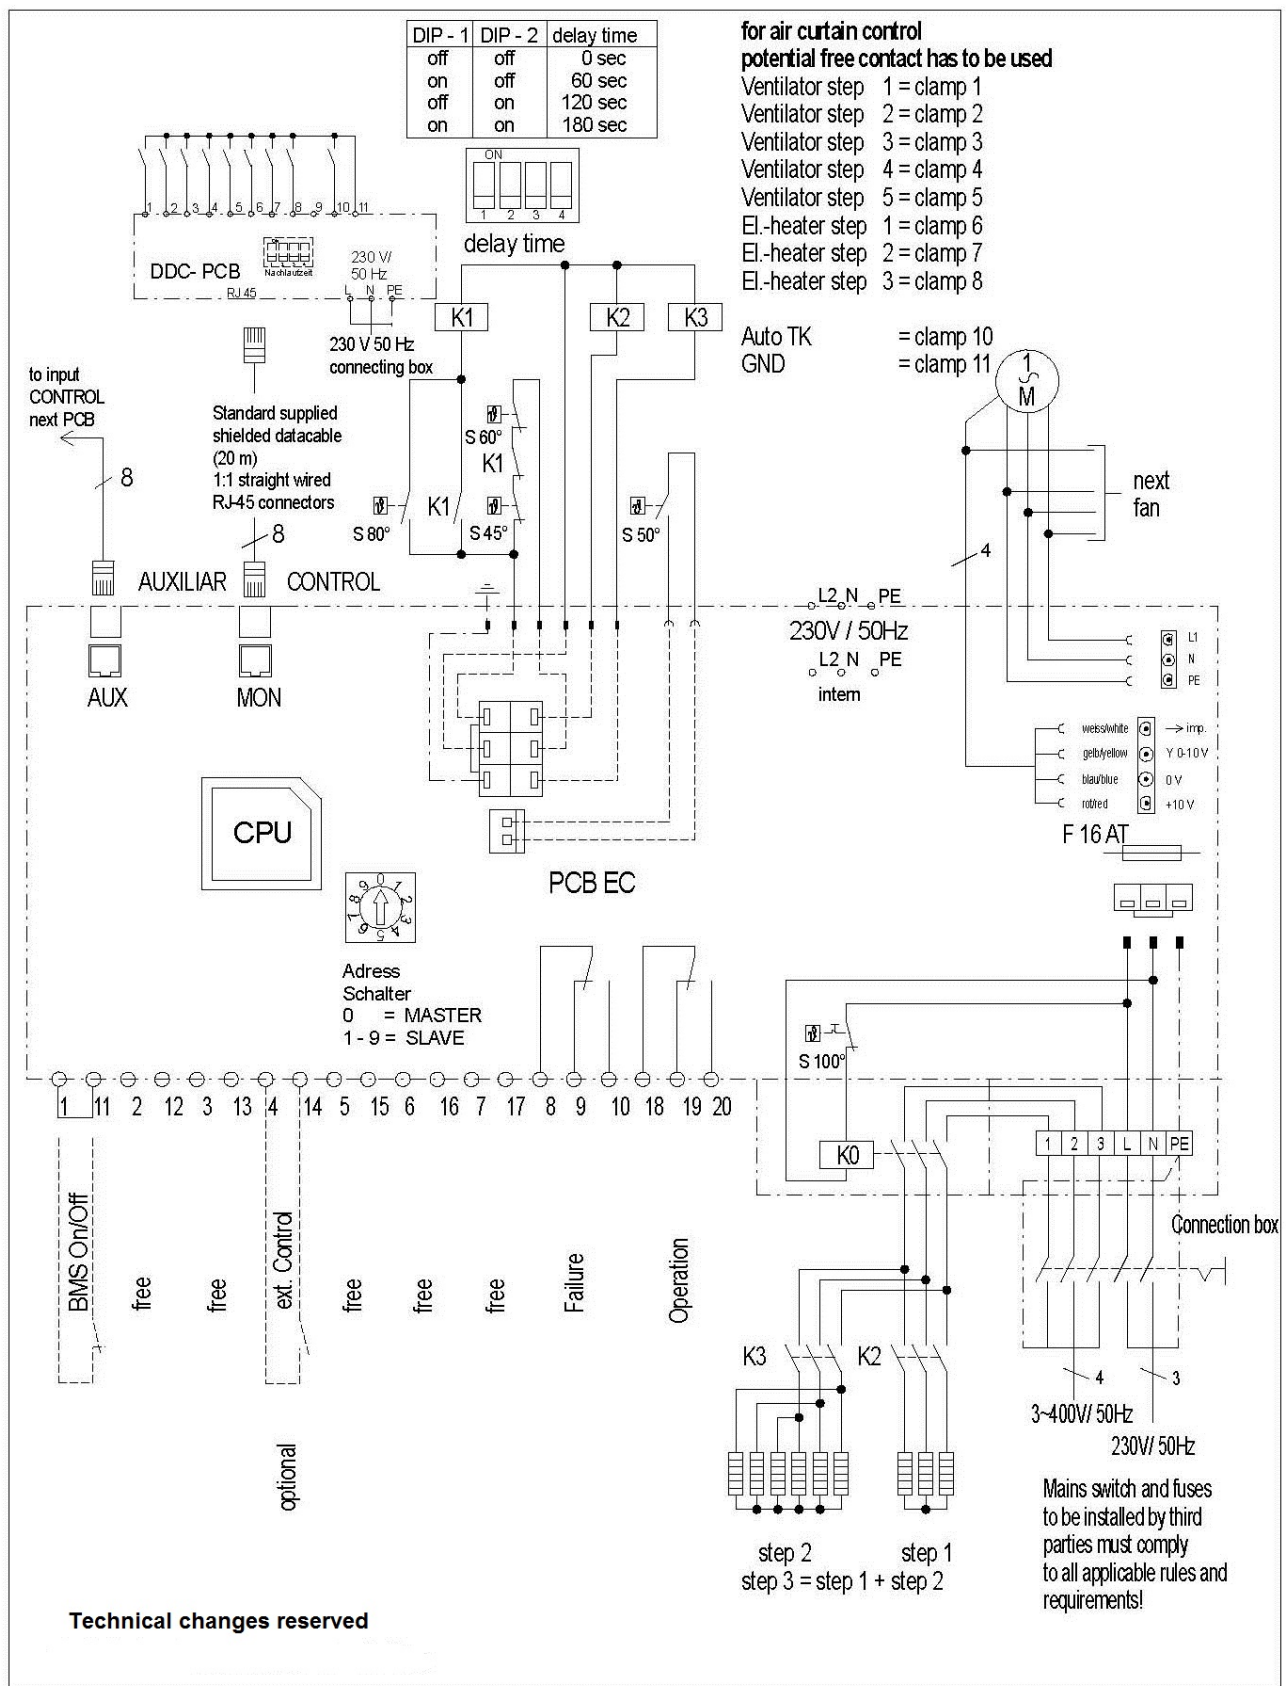 DIP - 1 DIP - 2 delay time
off off 0 sec
on off 60 sec
off on 120 sec
on on 180 sec
ON
1 2 3 4
delay time
for air curtain control
potential free contact has to be used
Ventilator step 1 = clamp 1
Ventilator step 2 = clamp 2
Ventilator step 3 = clamp 3
Ventilator step 4 = clamp 4
Ventilator step 5 = clamp 5
El.-heater step 1 = clamp 6
El.-heater step 2 = clamp 7
El.-heater step 3 = clamp 8
Auto TK = clamp 10
GND = clamp 11
1 2 3 4 5 6 7 8 9 10 11
DDC- PCB
Nachlaufzeit
230 V/
50 Hz
RJ 45
L N PE
230 V 50 Hz
connecting box
K1
K2
K3
1
M
to input
CONTROL
next PCB
8
Standard supplied
shielded datacable
(20 m)
1:1 straight wired
RJ-45 connectors
8
S 60°
K1
S 80°
K1
S 45°
S 50°
next
fan
4
AUXILIAR
CONTROL
L2 N PE
230V / 50Hz
L2 N PE
intern
AUX
MON
L1
N
PE
weiss/white imp.
gelb/yellow Y 0-10 V
blau/blue 0 V
rot/red +10 V
F 16 AT
CPU
PCB EC
0 1 2 3 4 5 6 7 8 9
Adress
Schalter
0 = MASTER
1 - 9 = SLAVE
S 100°
1 11 2 12 3 13 4 14 5 15 6 16 7 17 8 9 10 18 19 20
K0
1 2 3 L N PE
BMS On/Off
free
free
ext. Control
free
free
free
Failure
Operation
Connection box
K3
K2
4
3
3~400V/ 50Hz
230V/ 50Hz
optional
Mains switch and fuses
to be installed by third
parties must comply
to all applicable rules and
requirements!
step 2 step 1
step 3 = step 1 + step 2
Technical changes reserved